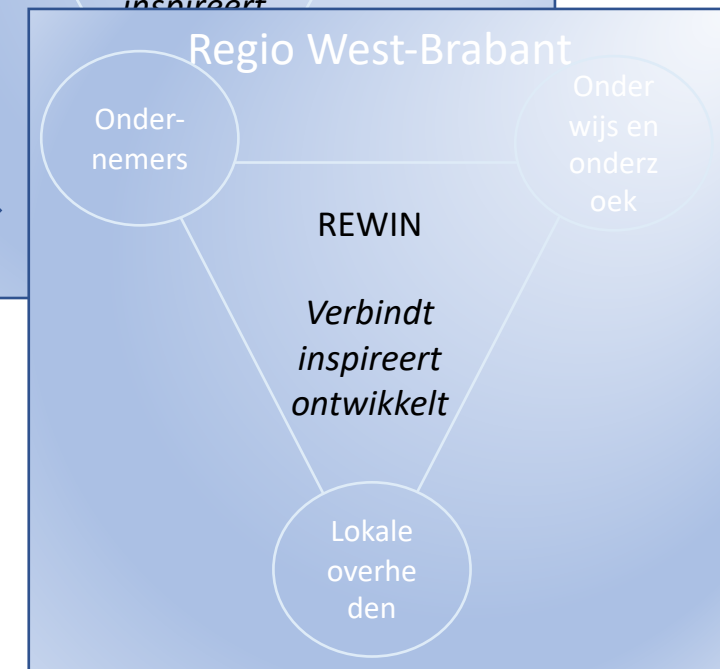 inspireert
Regio West-Brabant
Onder-
nemers
Onder
wijs en
onderz
oek
REWIN
Verbindt
inspireert
ontwikkelt
Lokale
overhe
den